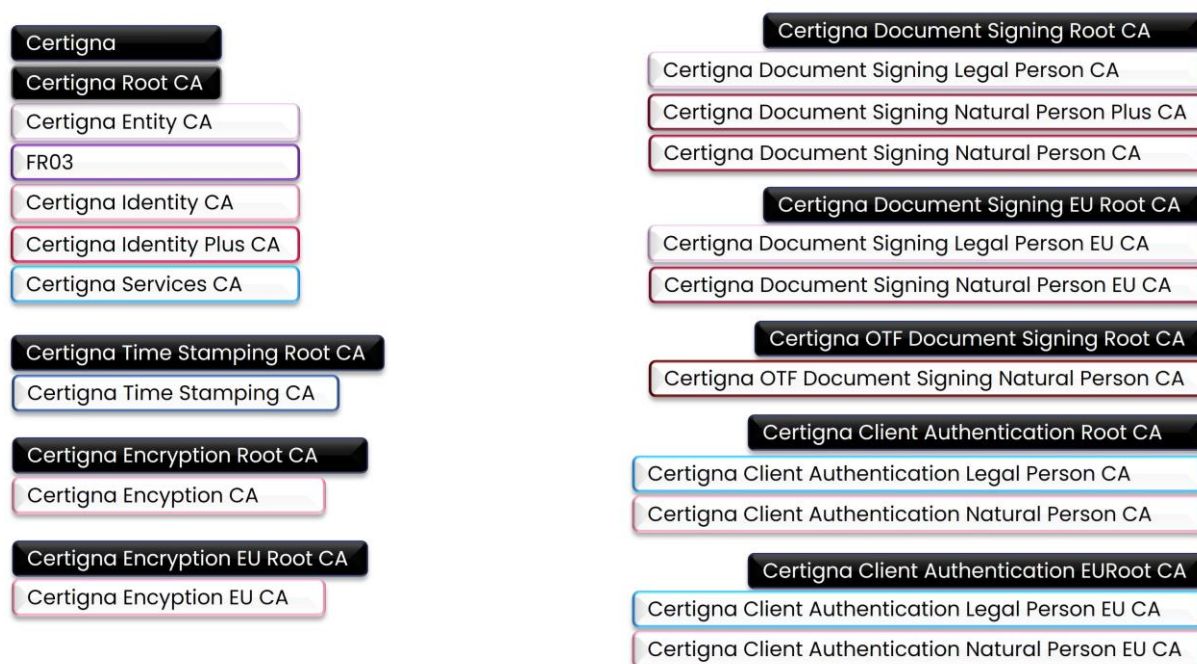 Certigna
Certigna Root CA
Certigna Entity CA
FR03
Certigna Identity CA
Certigna Identity Plus CA
Certigna Services CA
Certigna Time Stamping Root CA
Certigna Time Stamping CA
Certigna Encryption Root CA
Certigna Encyption CA
Certigna Encryption EU Root CA
Certigna Encyption EU CA
Certigna Document Signing Root CA
Certigna Document Signing Legal Person CA
Certigna Document Signing Natural Person Plus CA
Certigna Document Signing Natural Person CA
Certigna Document Signing EU Root CA
Certigna Document Signing Legal Person EU CA
Certigna Document Signing Natural Person EU CA
Certigna OTF Document Signing Root CA
Certigna OTF Document Signing Natural Person CA
Certigna Client Authentication Root CA
Certigna Client Authentication Legal Person CA
Certigna Client Authentication Natural Person CA
Certigna Client Authentication EURoot CA
Certigna Client Authentication Legal Person EU CA
Certigna Client Authentication Natural Person EU CA